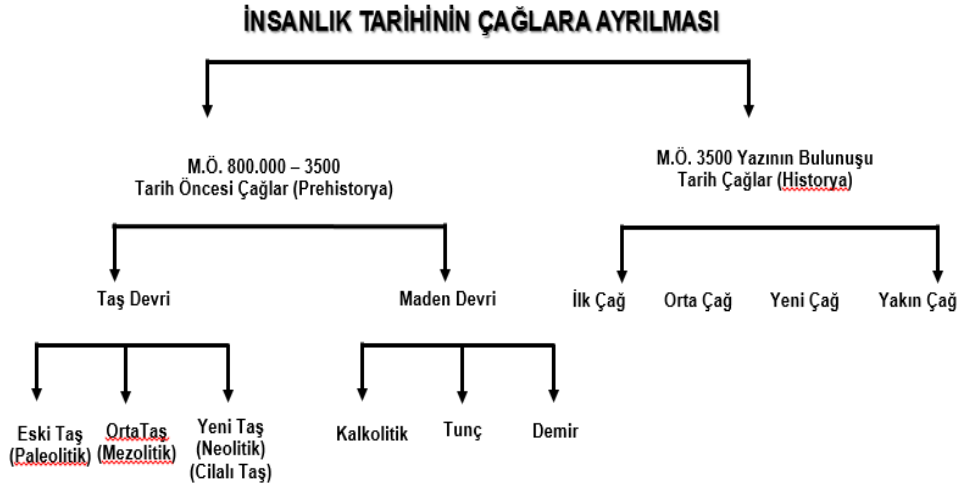 İNSANLIK TARİHİNİN ÇAĞLARA AYRILMASI
M.Ö. 800.000 – 3500
Tarih Öncesi Çağlar (Prehistorya)
M.Ö. 3500 Yazının Bulunuşu
Tarih Çağlar (Historya)
Taş Devri
Maden Devri
İlk Çağ
Orta Çağ
Yeni Çağ
Yakın Çağ
Eski Taş
(Paleolitik)
OrtaTaş
(Mezolitik)
Yeni Taş
(Neolitik)
(Cilalı Taş)
Kalkolitik
Tunç
Demir